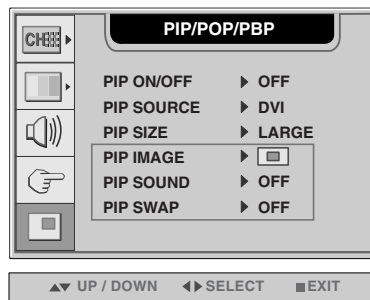 PIP/POP/PBP
CH
PIP ON/OFF ▶ OFF
PIP SOURCE ▶ DVI
PIP SIZE ▶ LARGE
PIP IMAGE ▶
PIP SOUND ▶ OFF
PIP SWAP ▶ OFF
▲▼ UP / DOWN ◀▶ SELECT ■ EXIT